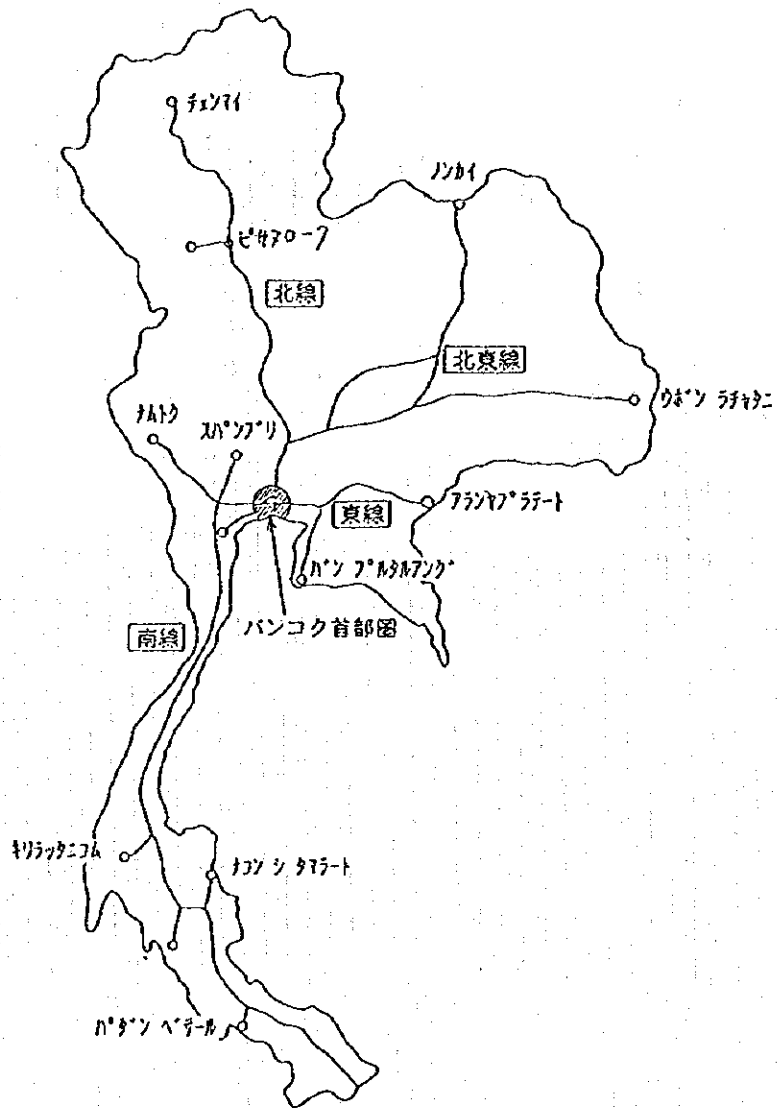 チェンマイ
ノンカイ
ピサヌローク
北線
北東線
ナムトク
スパンブリ
ウボン ラチャタニ
東線
アランヤプラテート
バン プルタルアング
南線
バンコク首部圏
キリラッタニコム
ナコン シ タマラート
パダン ベザール